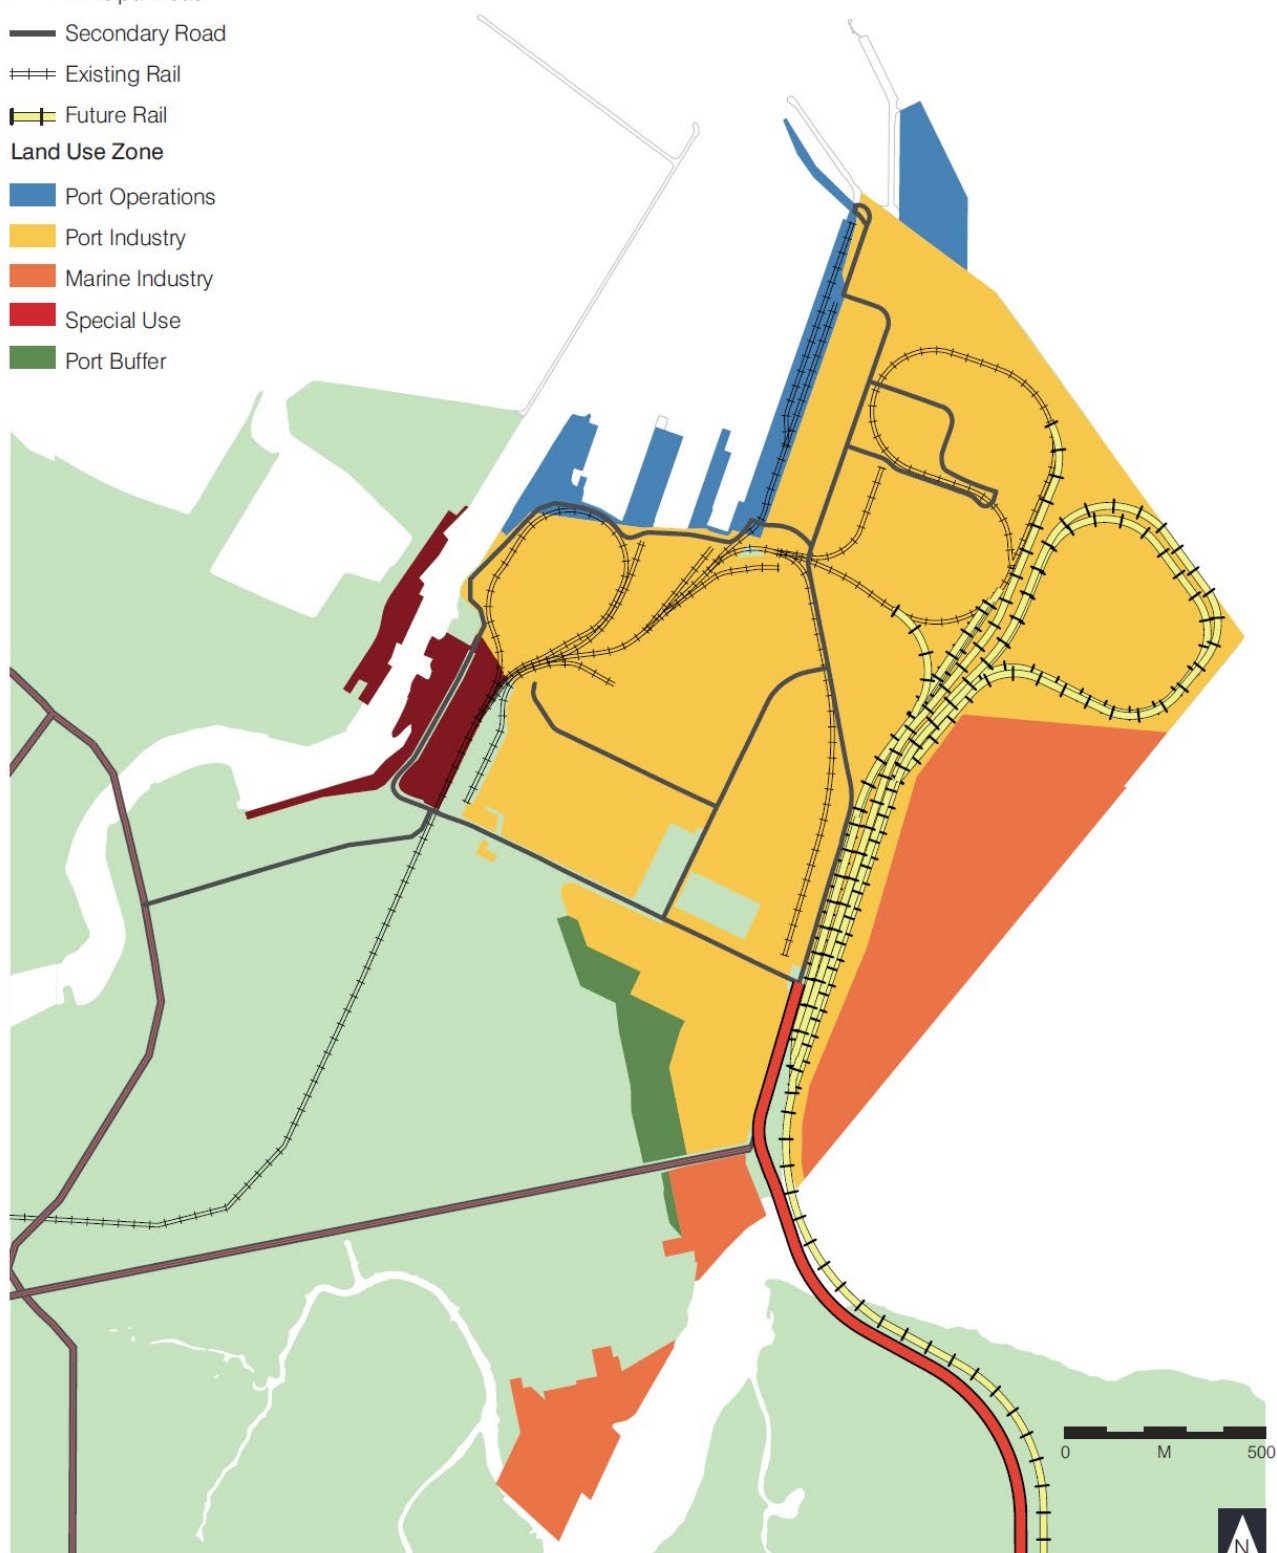 Secondary Road
Existing Rail
Future Rail
Land Use Zone
Port Operations
Port Industry
Marine Industry
Special Use
Port Buffer
0 M 500
N